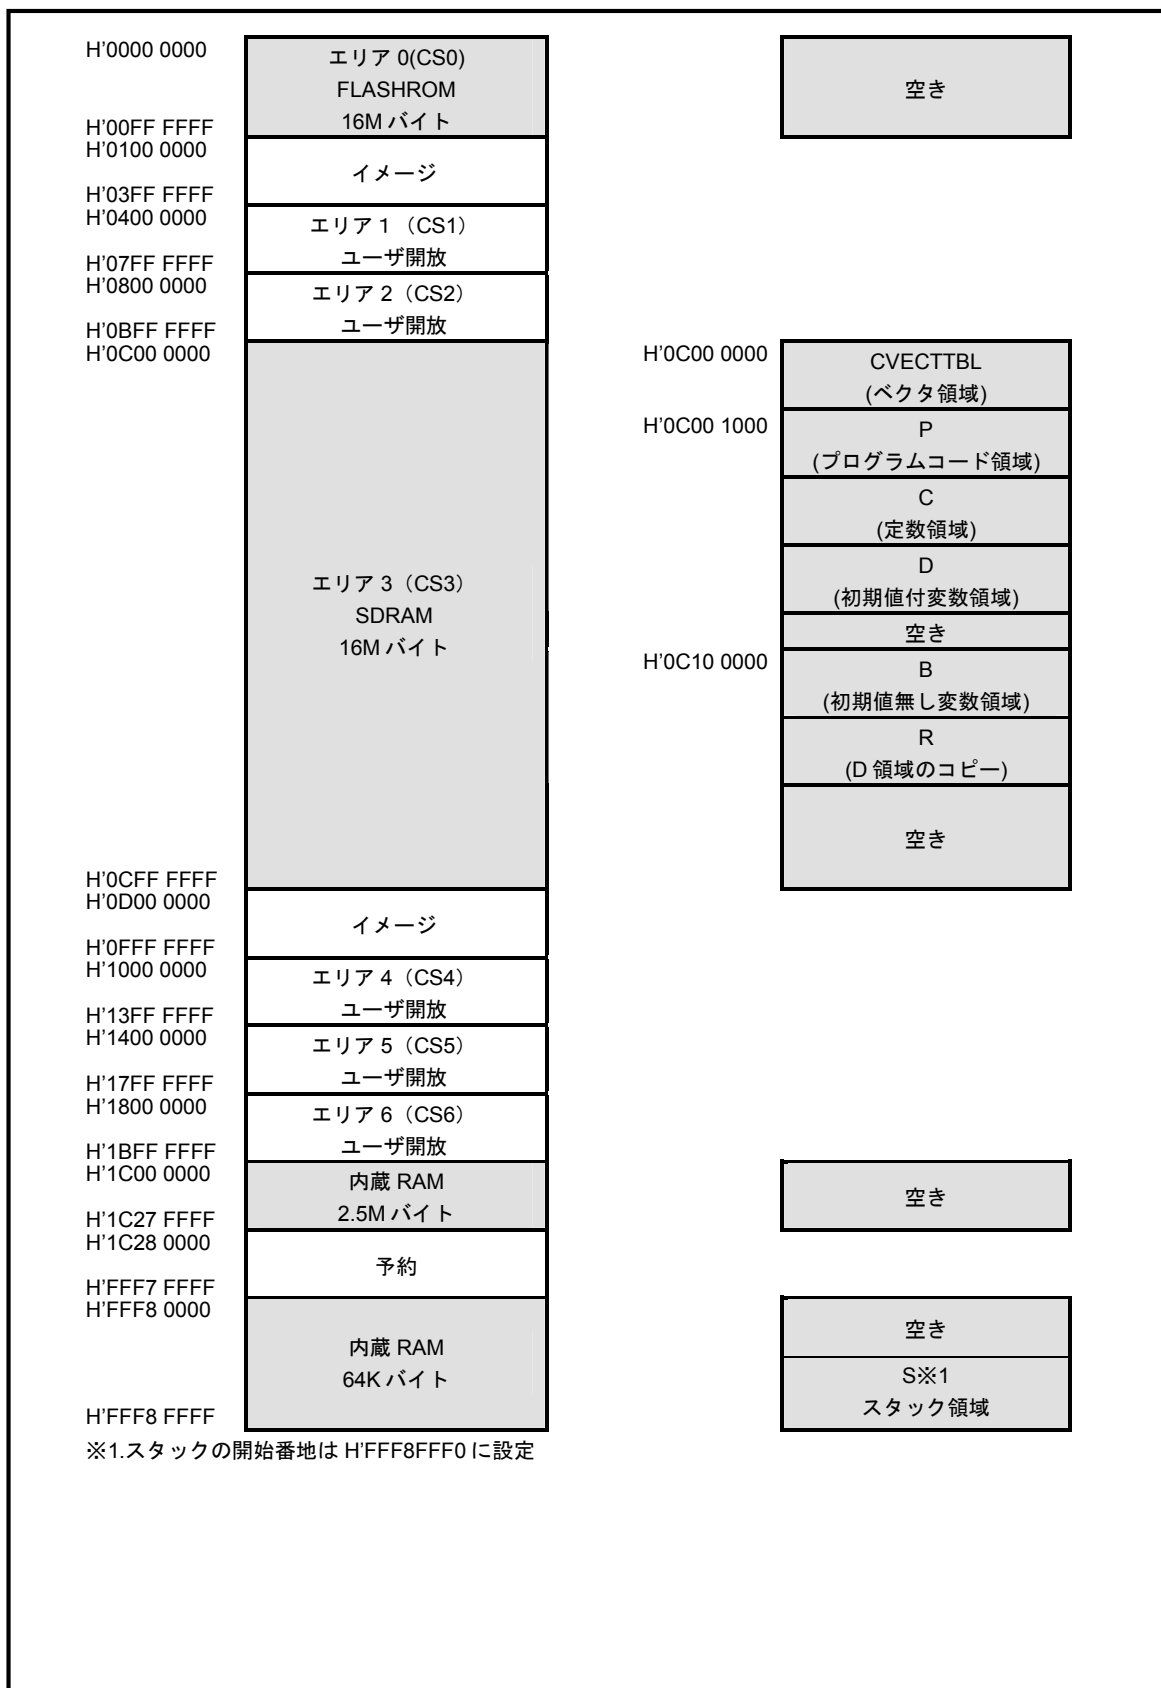 H'0000 0000
エリア 0(CS0)
FLASHROM
16M バイト
空き
H'00FF FFFF
H'0100 0000
イメージ
H'03FF FFFF
H'0400 0000
エリア 1 （CS1）
ユーザ開放
H'07FF FFFF
H'0800 0000
エリア 2（CS2）
ユーザ開放
H'0BFF FFFF
H'0C00 0000
エリア 3（CS3）
SDRAM
16M バイト
H'0C00 0000
CVECTTBL
(ベクタ領域)
H'0C00 1000
P
(プログラムコード領域)
C
(定数領域)
D
(初期値付変数領域)
空き
H'0C10 0000
B
(初期値無し変数領域)
R
(D 領域のコピー)
空き
H'0CFF FFFF
H'0D00 0000
イメージ
H'0FFF FFFF
H'1000 0000
エリア 4（CS4）
ユーザ開放
H'13FF FFFF
H'1400 0000
エリア 5（CS5）
ユーザ開放
H'17FF FFFF
H'1800 0000
エリア 6（CS6）
ユーザ開放
H'1BFF FFFF
H'1C00 0000
内蔵 RAM
2.5M バイト
空き
H'1C27 FFFF
H'1C28 0000
予約
H'FFF7 FFFF
H'FFF8 0000
内蔵 RAM
64K バイト
空き
S※1
スタック領域
H'FFF8 FFFF
※1.スタックの開始番地は H'FFF8FFF0 に設定